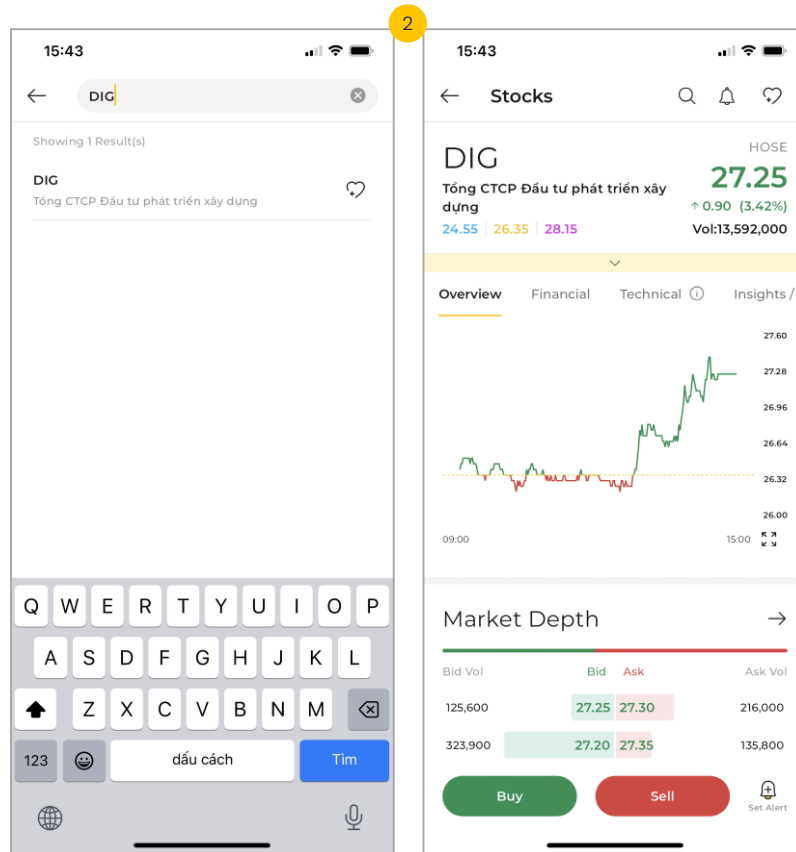 2
15:43
DIG
Showing 1 Result(s)
DIG
Tổng CTCP Đầu tư phát triển xây dựng
Q W E R T Y U I O P
A S D F G H J K L
Z X C V B N M
123 dấu cách Tìm
15:43
Stocks
DIG
HOSE
27.25
Tổng CTCP Đầu tư phát triển xây
dựng
↑ 0.90 (3.42%)
24.55 26.35 28.15
Vol:13,592,000
Overview Financial Technical Insights /
27.60
27.28
26.96
26.64
26.32
26.00
09:00 15:00
Market Depth
Bid Vol Bid Ask Ask Vol
125,600 27.25 27.30 216,000
323,900 27.20 27.35 135,800
Buy Sell Set Alert